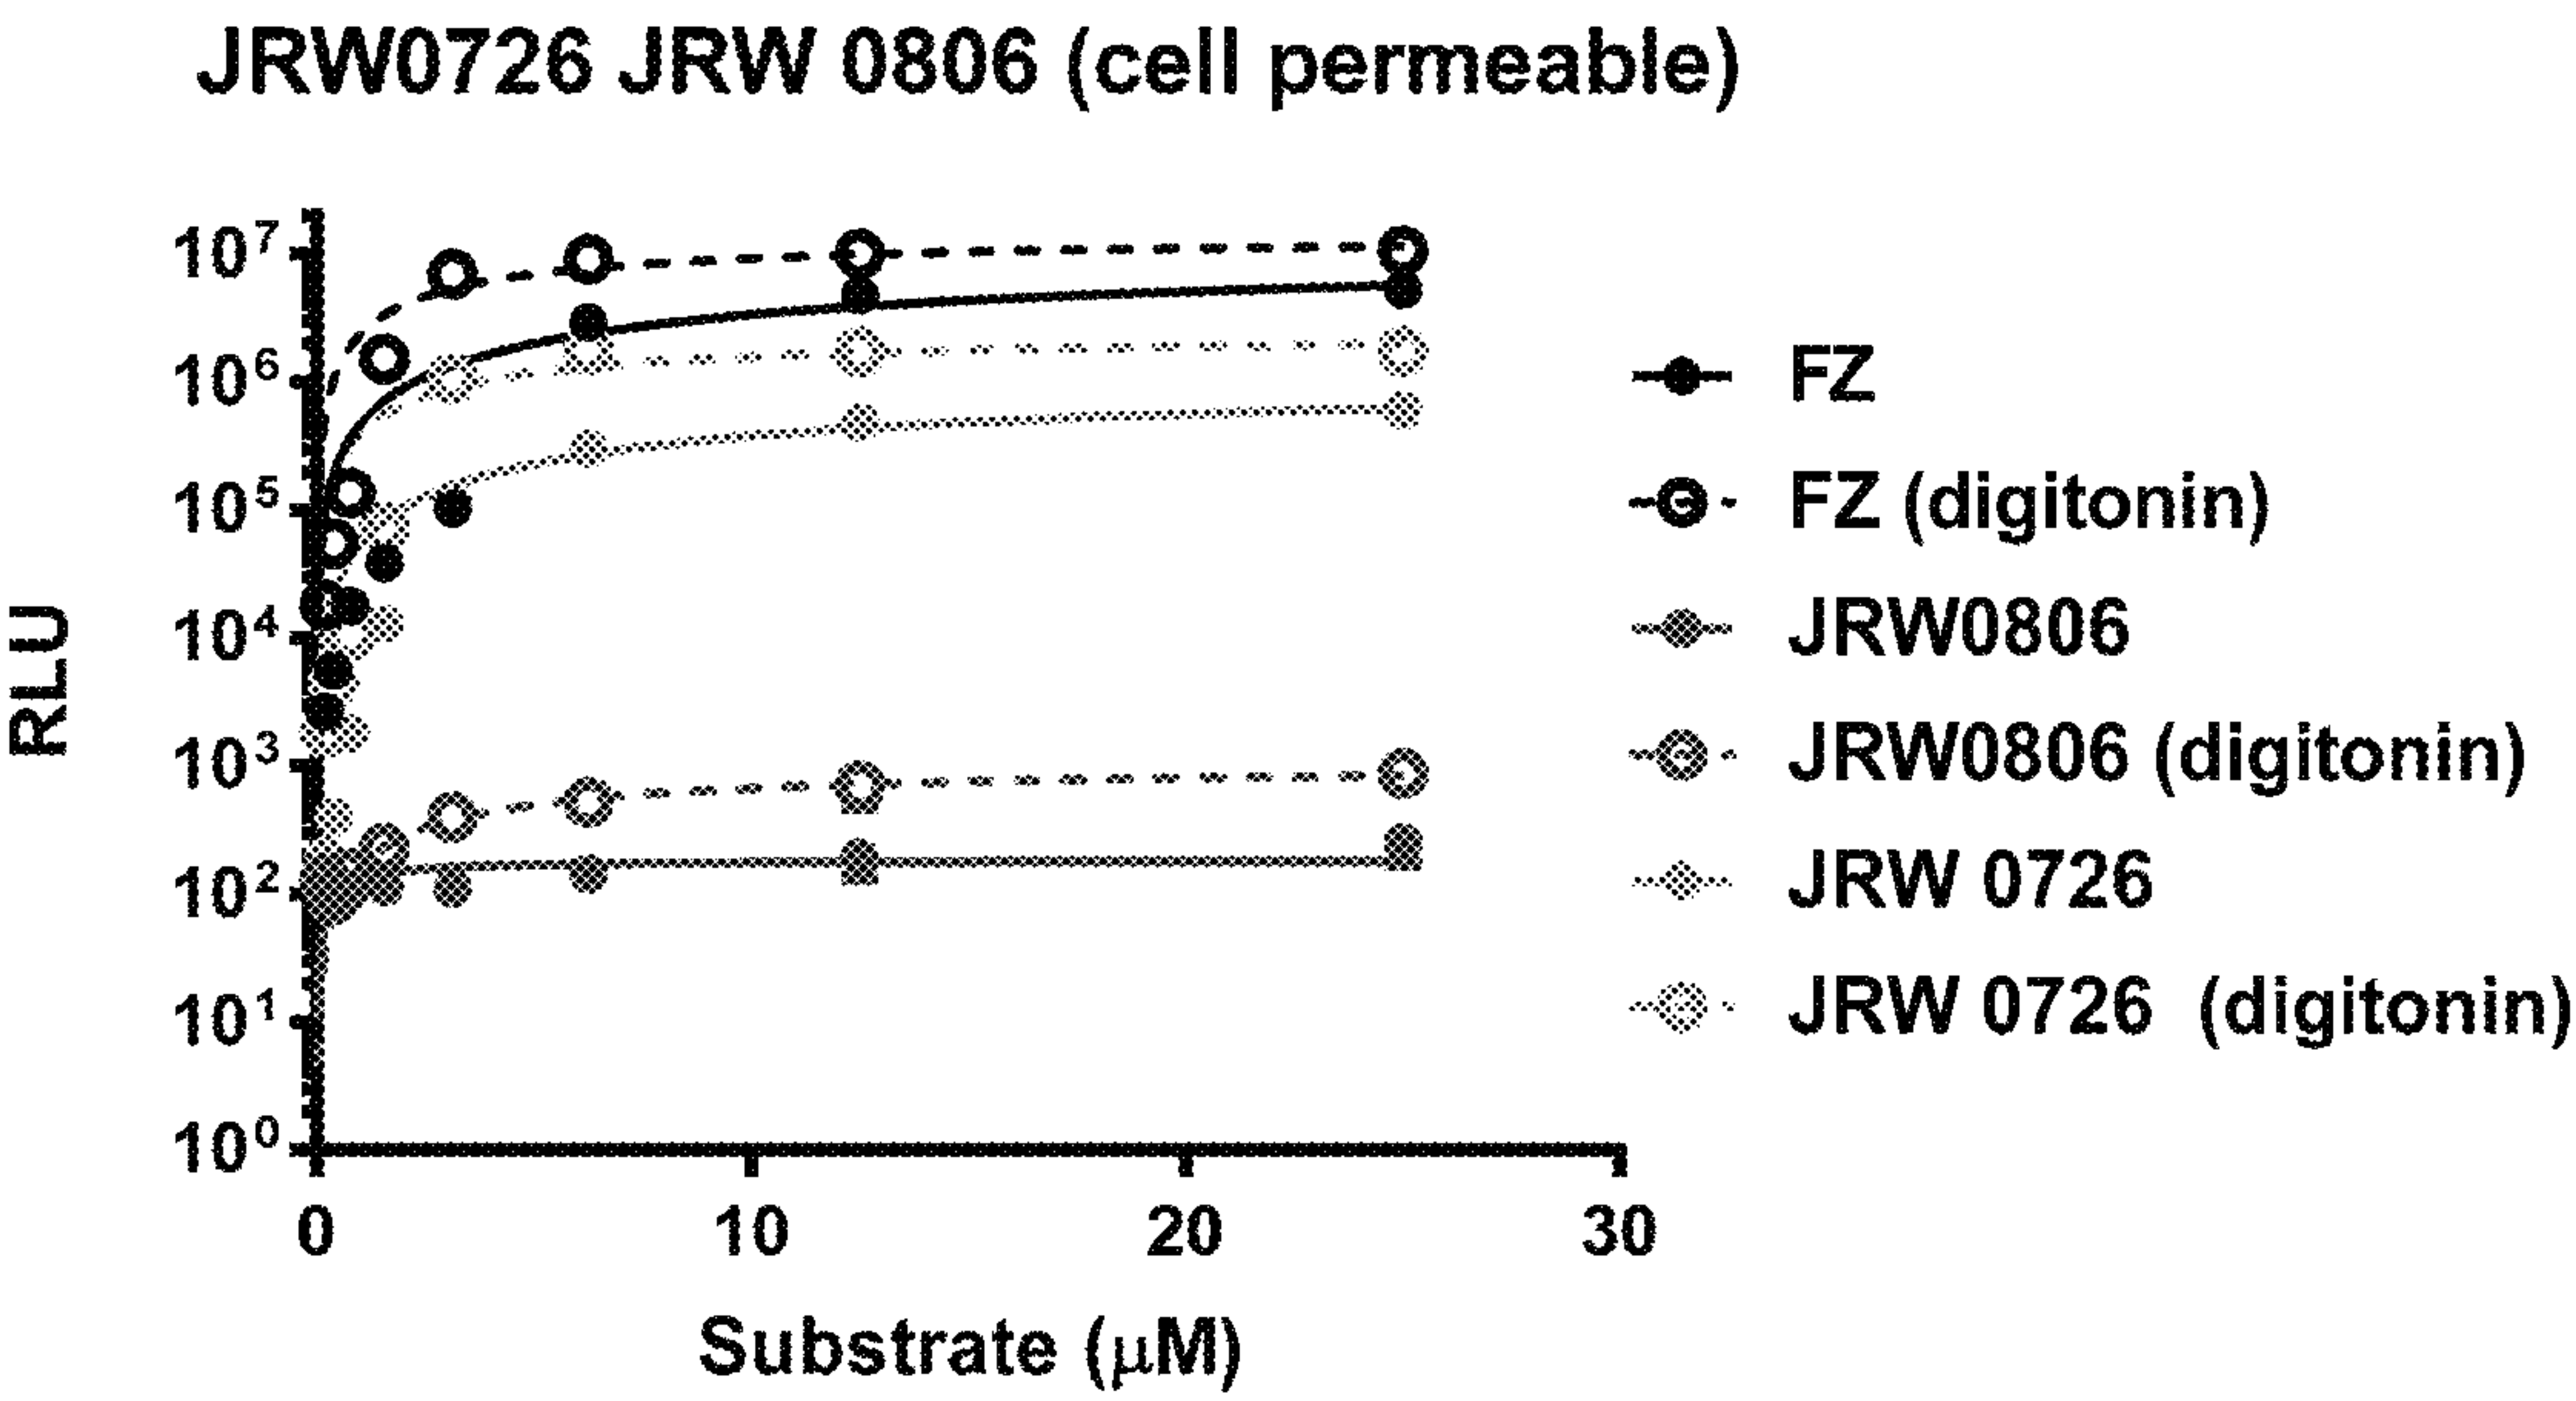 JRW0726 JRW 0806 (cell permeable)
10⁷
10⁶
10⁵
10⁴
10³
10²
10¹
10⁰
RLU
0 10 20 30
Substrate (μM)
FZ
FZ (digitonin)
JRW0806
JRW0806 (digitonin)
JRW 0726
JRW 0726 (digitonin)